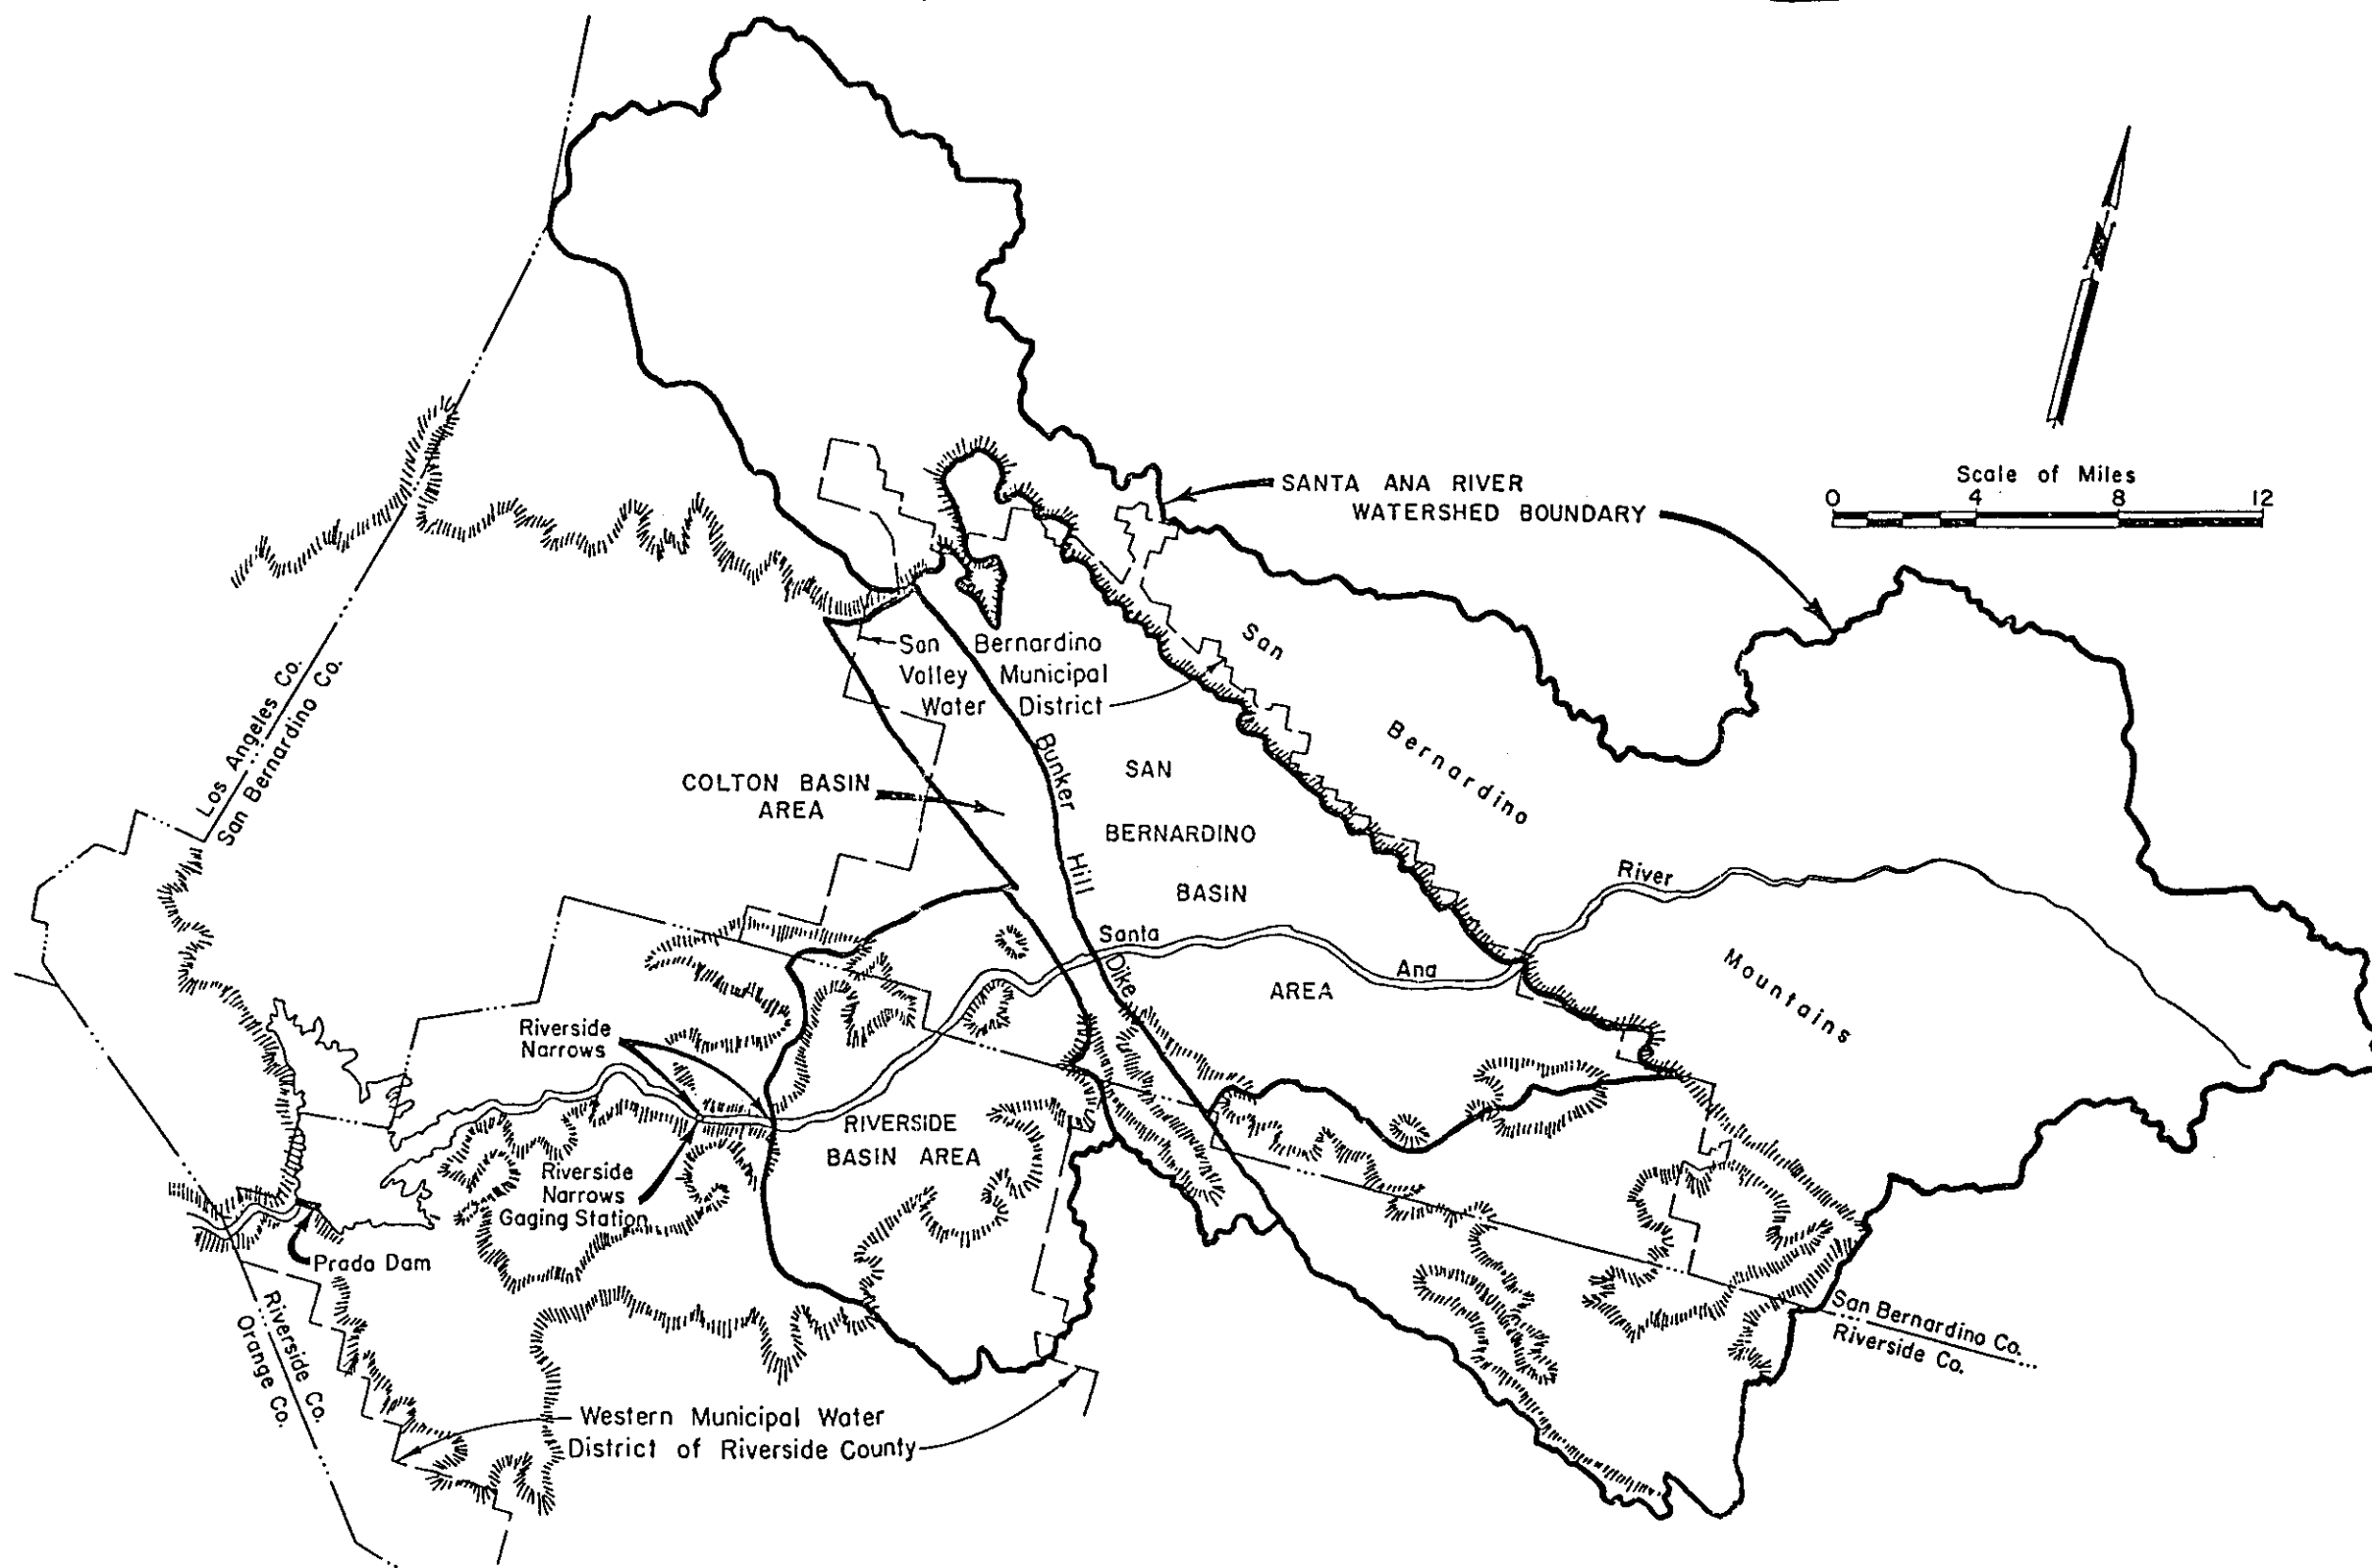 SANTA ANA RIVER
WATERSHED BOUNDARY
Scale of Miles
0 4 8 12
San Bernardino
Valley Municipal
Water District
San
Bernardino
Mountains
Los Angeles Co.
San Bernardino Co.
COLTON BASIN
AREA
Bunker
Hill
Dike
SAN
BERNARDINO
BASIN
AREA
Santa
Ana
River
Riverside
Narrows
RIVERSIDE
BASIN AREA
Riverside
Narrows
Gaging Station
Prado Dam
Riverside Co.
Orange Co.
San Bernardino Co.
Riverside Co.
Western Municipal Water
District of Riverside County